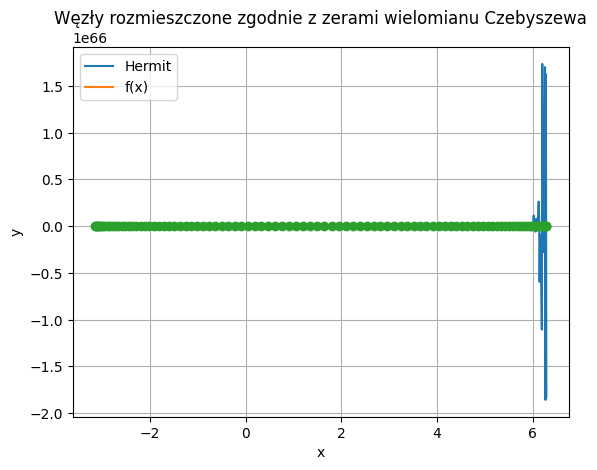 Węzły rozmieszczone zgodnie z zerami wielomianu Czebyszewa
1e66
Hermit
f(x)
1.5
1.0
0.5
0.0
−0.5
−1.0
−1.5
−2.0
y
−2
0
2
4
6
x